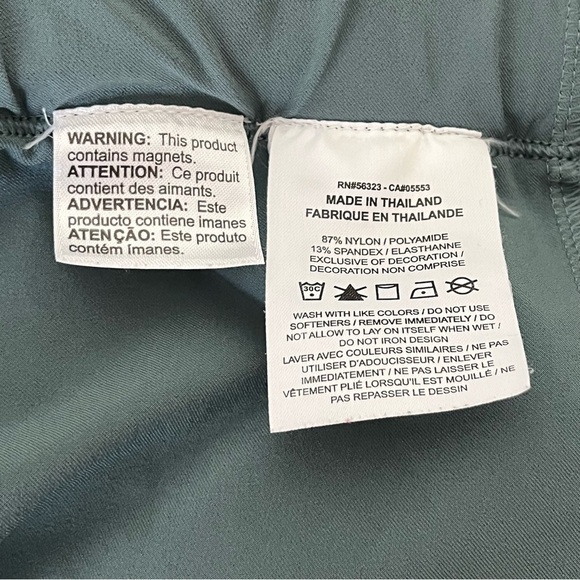 WARNING: This product
contains magnets.
ATTENTION: Ce produit
contient des aimants.
ADVERTENCIA: Este
producto contiene imanes
ATENÇÃO: Este produto
contém ímanes.
RN#56323 - CA#05553
MADE IN THAILAND
FABRIQUE EN THAILANDE
87% NYLON / POLYAMIDE
13% SPANDEX / ELASTHANNE
EXCLUSIVE OF DECORATION /
DECORATION NON COMPRISE
30C
WASH WITH LIKE COLORS / DO NOT USE
SOFTENERS / REMOVE IMMEDIATELY / DO
NOT ALLOW TO LAY ON ITSELF WHEN WET /
DO NOT IRON DESIGN
LAVER AVEC COULEURS SIMILAIRES / NE PAS
UTILISER D'ADOUCISSEUR / ENLEVER
IMMÉDIATEMENT / NE PAS LAISSER LE
VÊTEMENT PLIÉ LORSQU'IL EST MOUILLÉ / NE
PAS REPASSER LE DESSIN